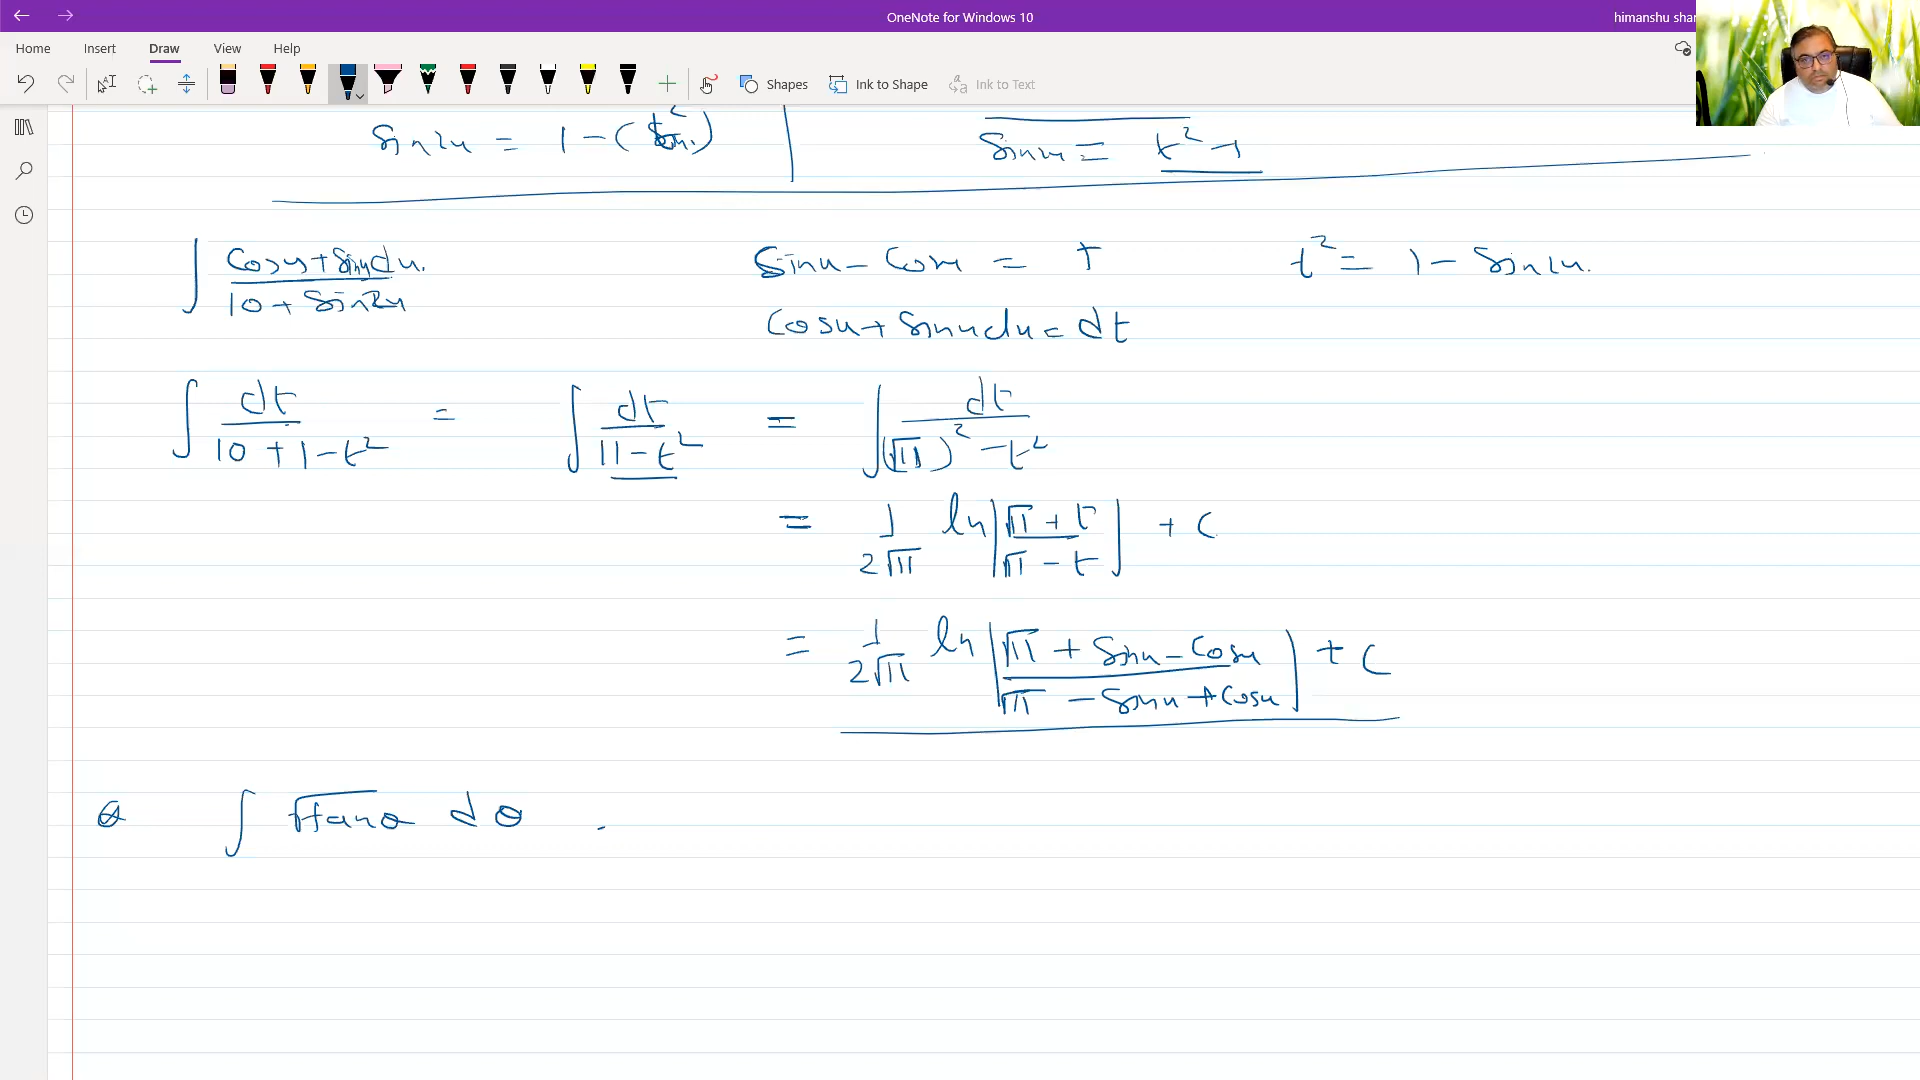 OneNote for Windows 10
himanshu shar
Home Insert Draw View Help
Shapes Ink to Shape Ink to Text
sin2x = 1-( )
sin2x = t²-1
∫ cosx+sinx dx / 10+sin2x
sinx - cosx = t
t² = 1 - sin2x.
cosx + sinx dx = dt
∫ dt / 10+1-t² = ∫ dt / 11-t² = ∫ dt / (√11)² - t²
= 1/2√11 ln |√11 + t / √11 - t| + C
= 1/2√11 ln |√11 + sinx - cosx / √11 - sinx + cosx| + C
Q ∫ √tanθ dθ .